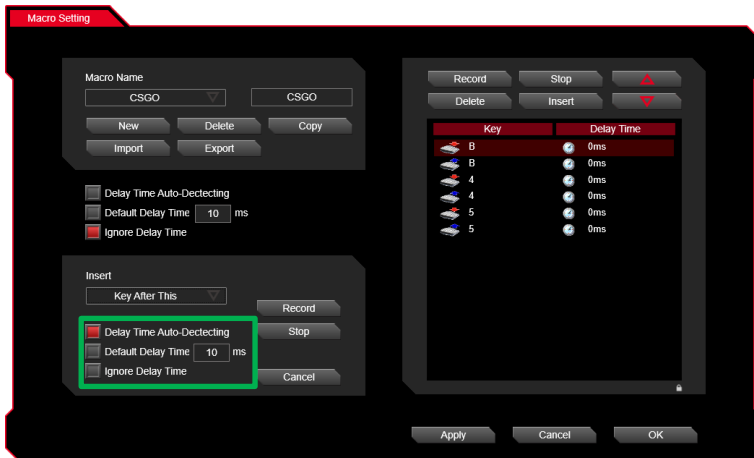 Macro Setting
Macro Name
CSGO
CSGO
New
Delete
Copy
Import
Export
Delay Time Auto-Dectecting
Default Delay Time 10 ms
Ignore Delay Time
Insert
Key After This
Record
Delay Time Auto-Dectecting
Stop
Default Delay Time 10 ms
Ignore Delay Time
Cancel
Record
Stop
Delete
Insert
Key Delay Time
B 0ms
B 0ms
4 0ms
4 0ms
5 0ms
5 0ms
Apply
Cancel
OK